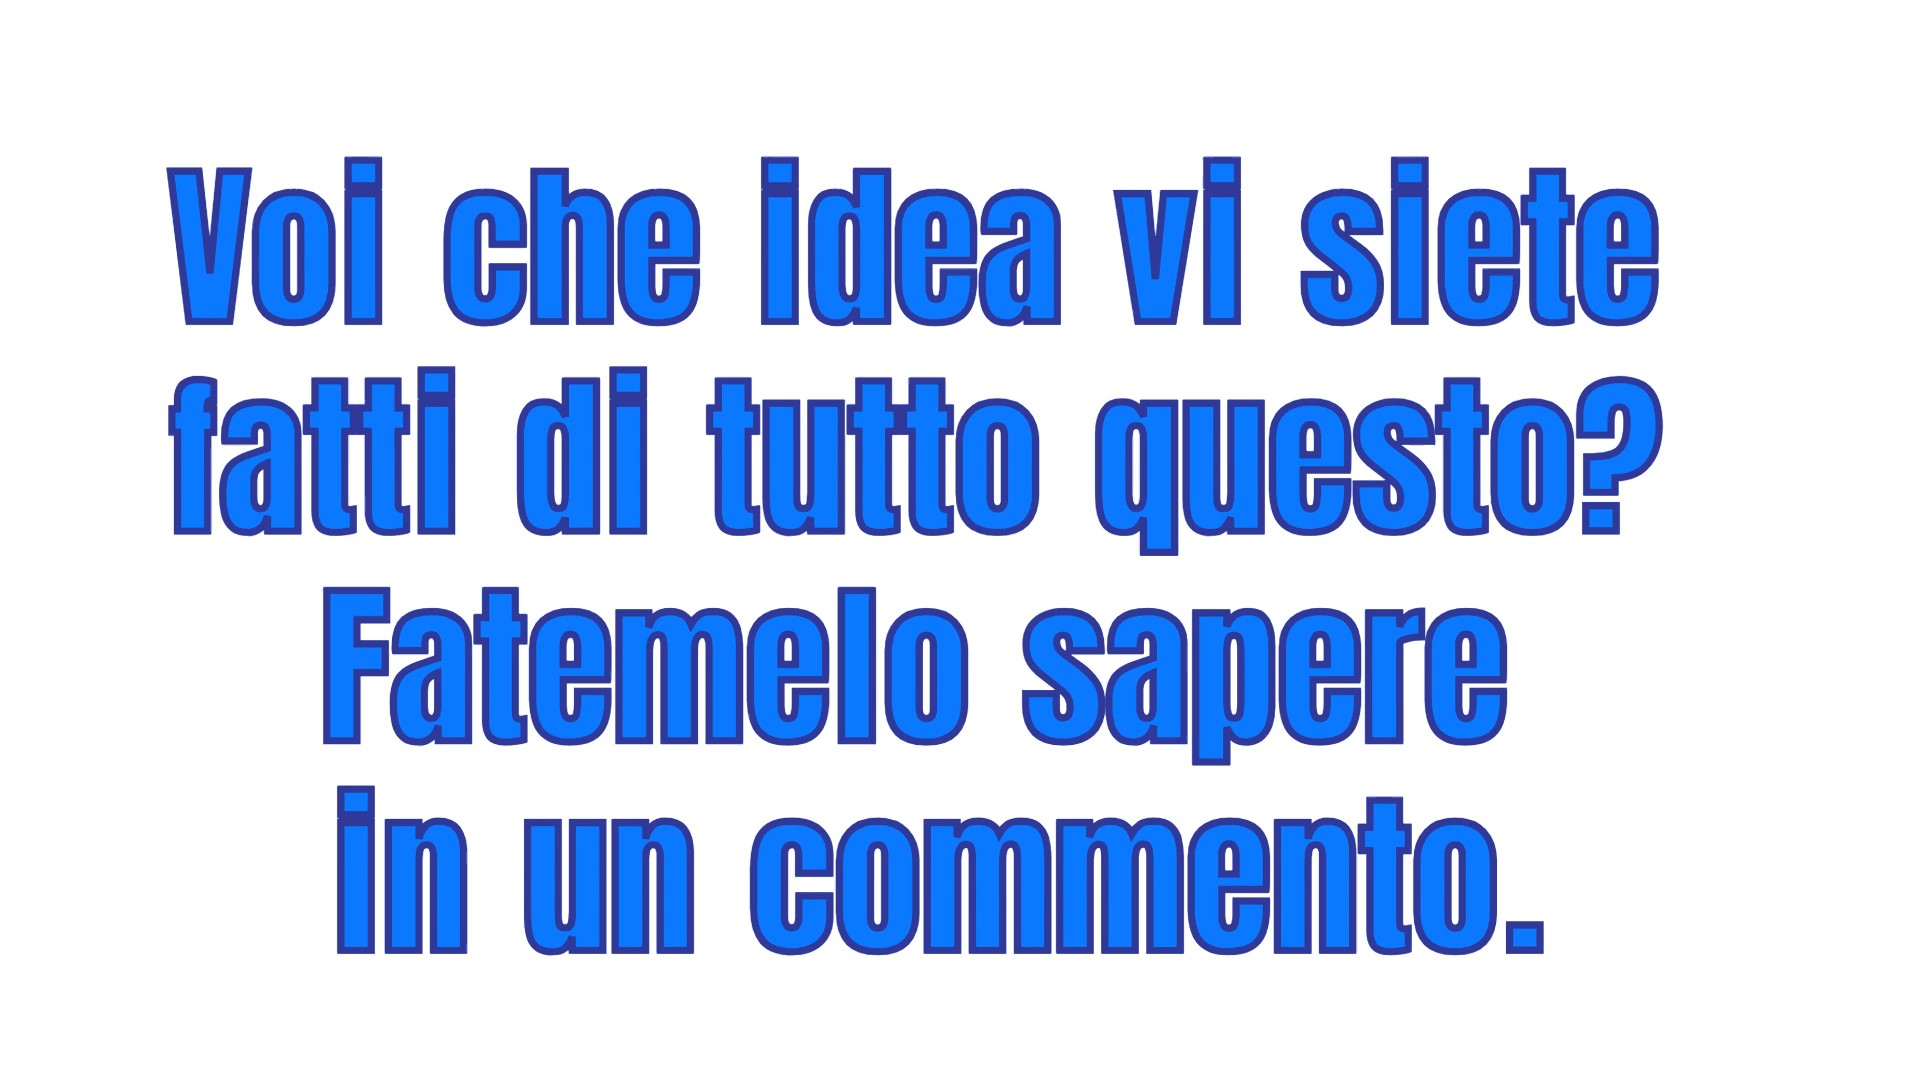 Voi che idea vi siete
fatti di tutto questo?
Fatemelo sapere
in un commento.